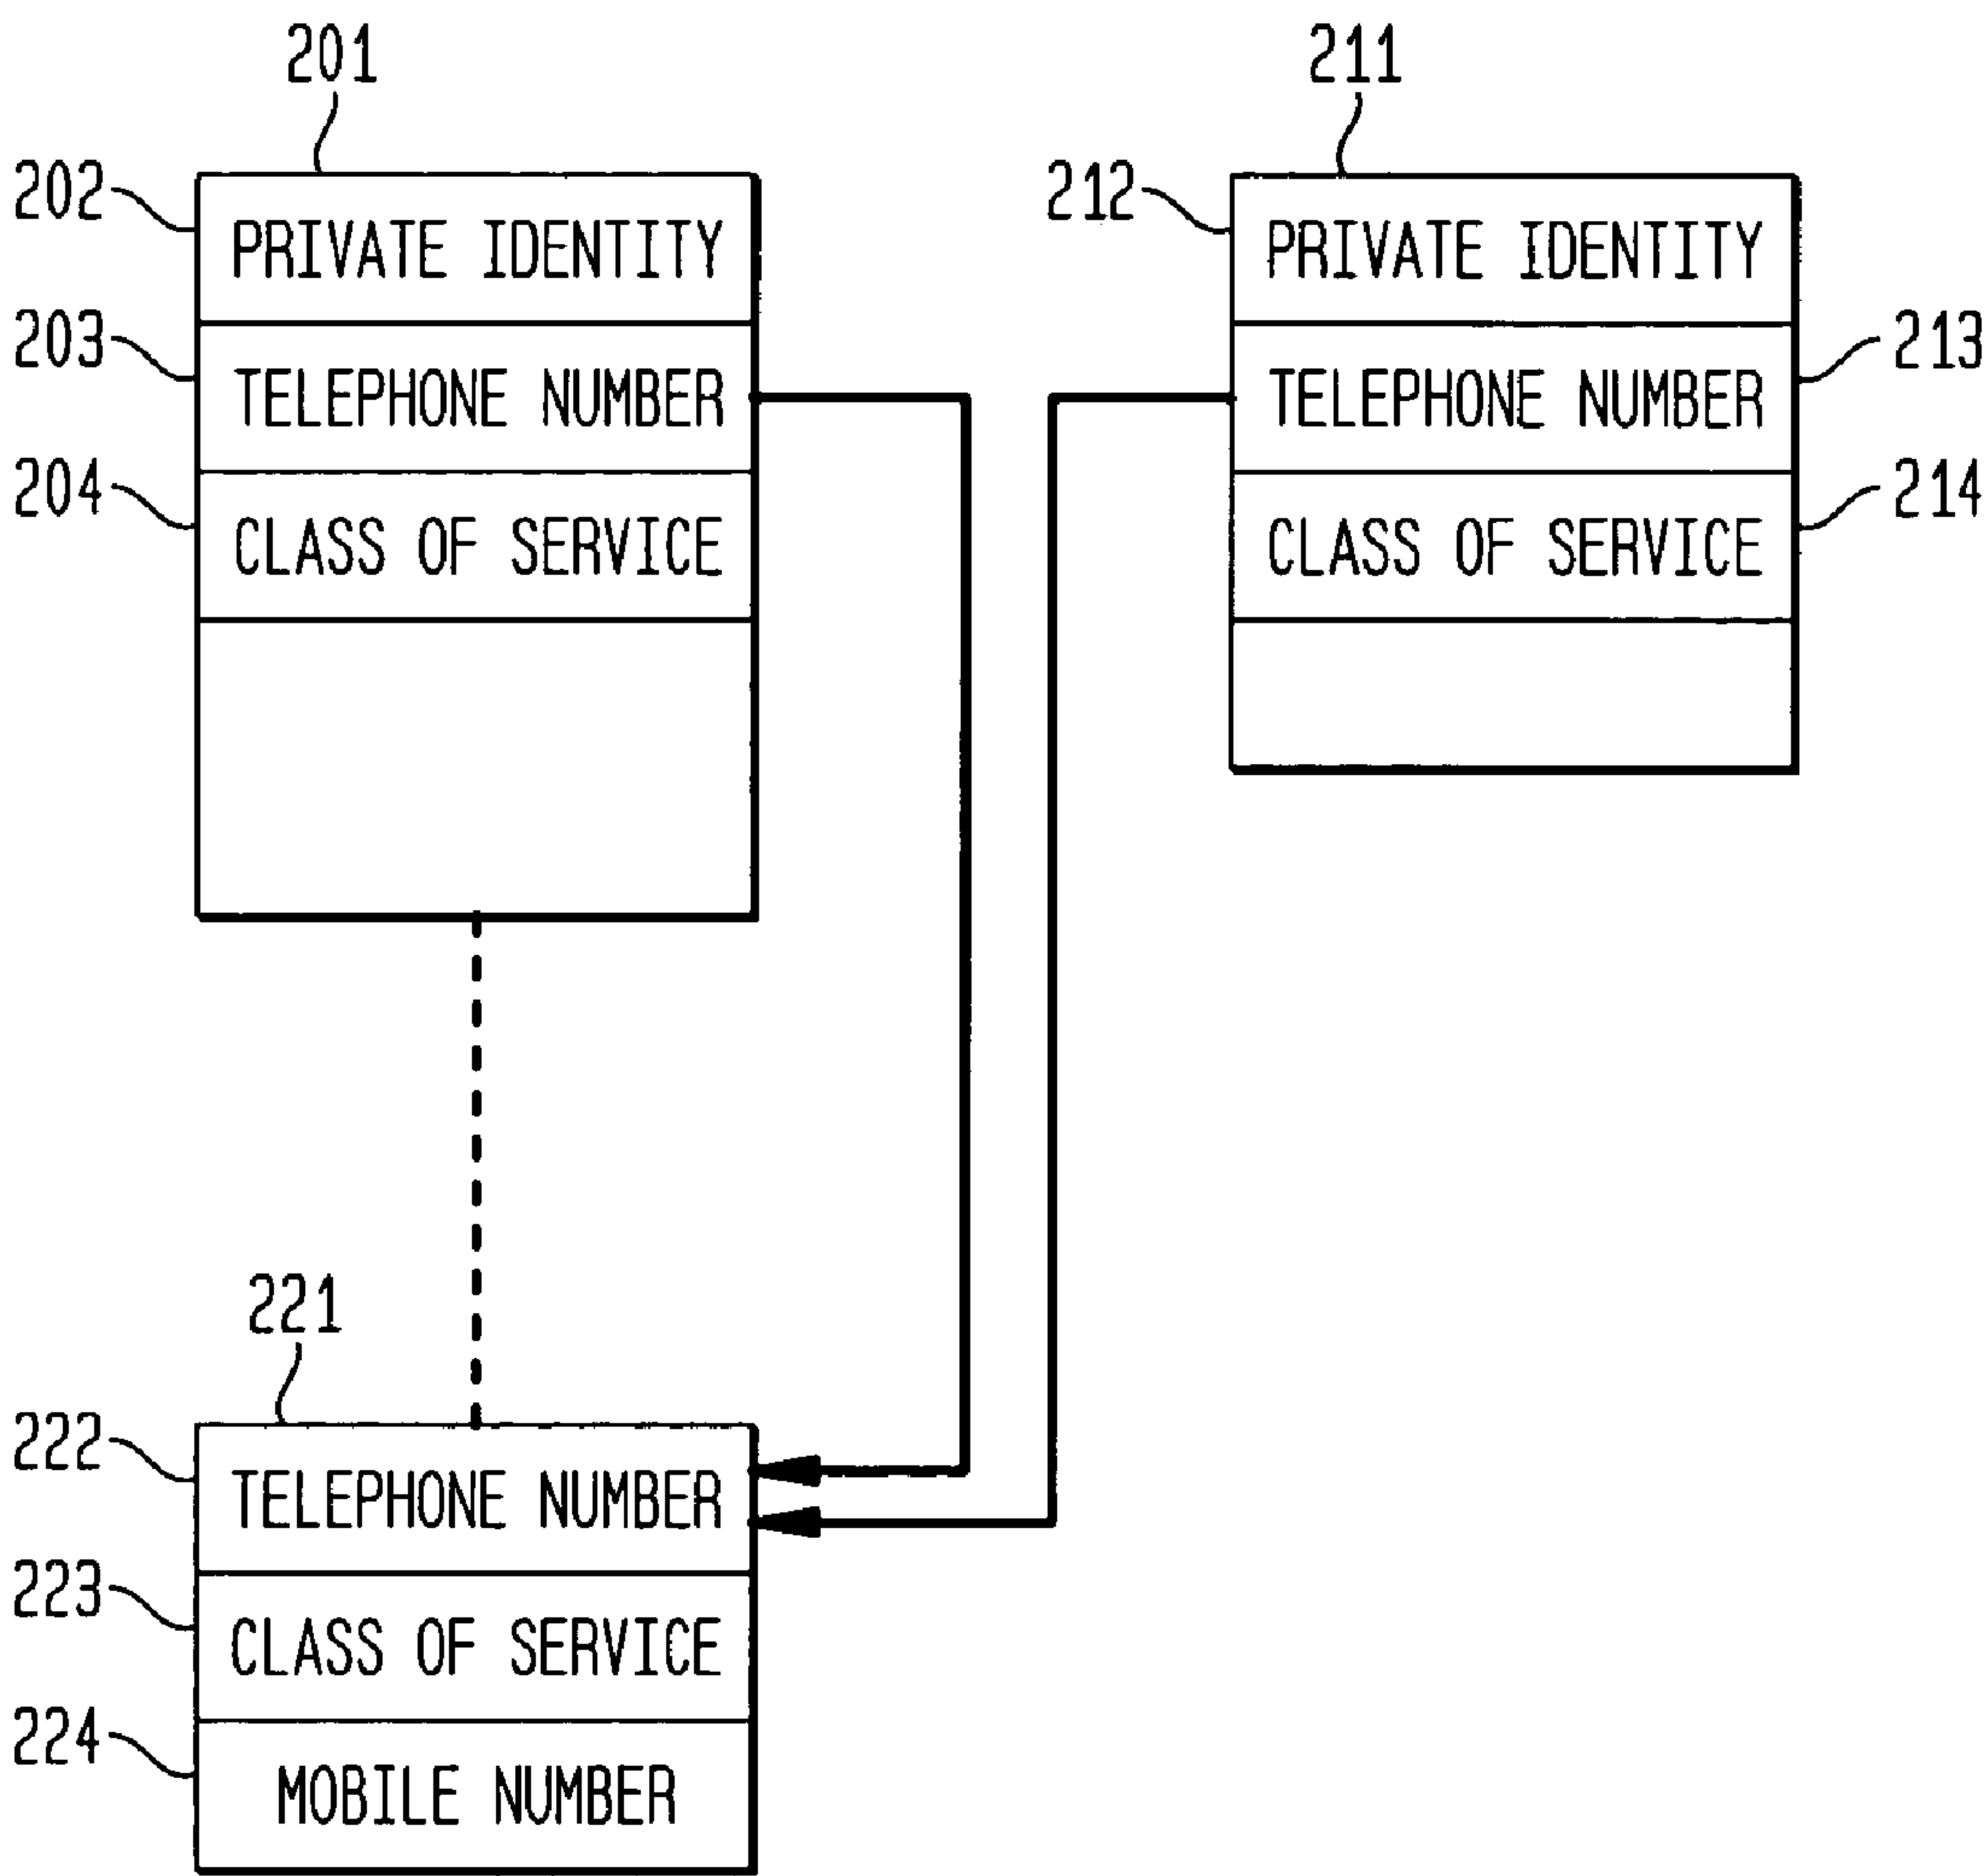 201
211
202
PRIVATE IDENTITY
212
PRIVATE IDENTITY
203
TELEPHONE NUMBER
TELEPHONE NUMBER
213
204
CLASS OF SERVICE
CLASS OF SERVICE
214
221
222
TELEPHONE NUMBER
223
CLASS OF SERVICE
224
MOBILE NUMBER